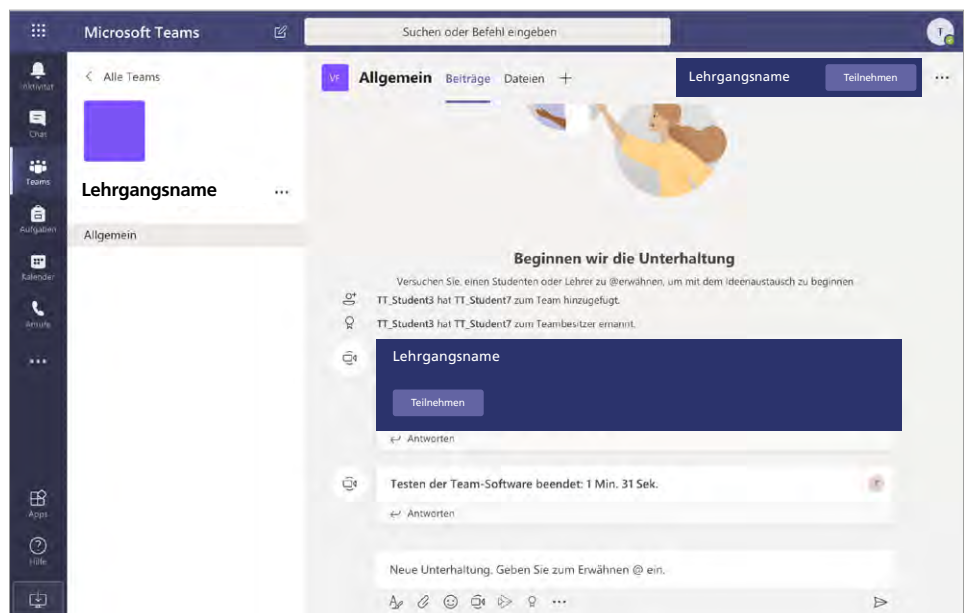 Microsoft Teams
Suchen oder Befehl eingeben
T
Aktivität
Chat
Teams
Aufgaben
Kalender
Anrufe
Apps
Hilfe
Alle Teams
Lehrgangsname
Allgemein
VF Allgemein Beiträge Dateien
Lehrgangsname Teilnehmen
Beginnen wir die Unterhaltung
Versuchen Sie, einen Studenten oder Lehrer zu @erwähnen, um mit dem Ideenaustausch zu beginnen
TT_Student3 hat TT_Student7 zum Team hinzugefügt.
TT_Student3 hat TT_Student7 zum Teambesitzer ernannt.
Lehrgangsname
Teilnehmen
Antworten
Testen der Team-Software beendet: 1 Min. 31 Sek.
Antworten
Neue Unterhaltung. Geben Sie zum Erwähnen @ ein.